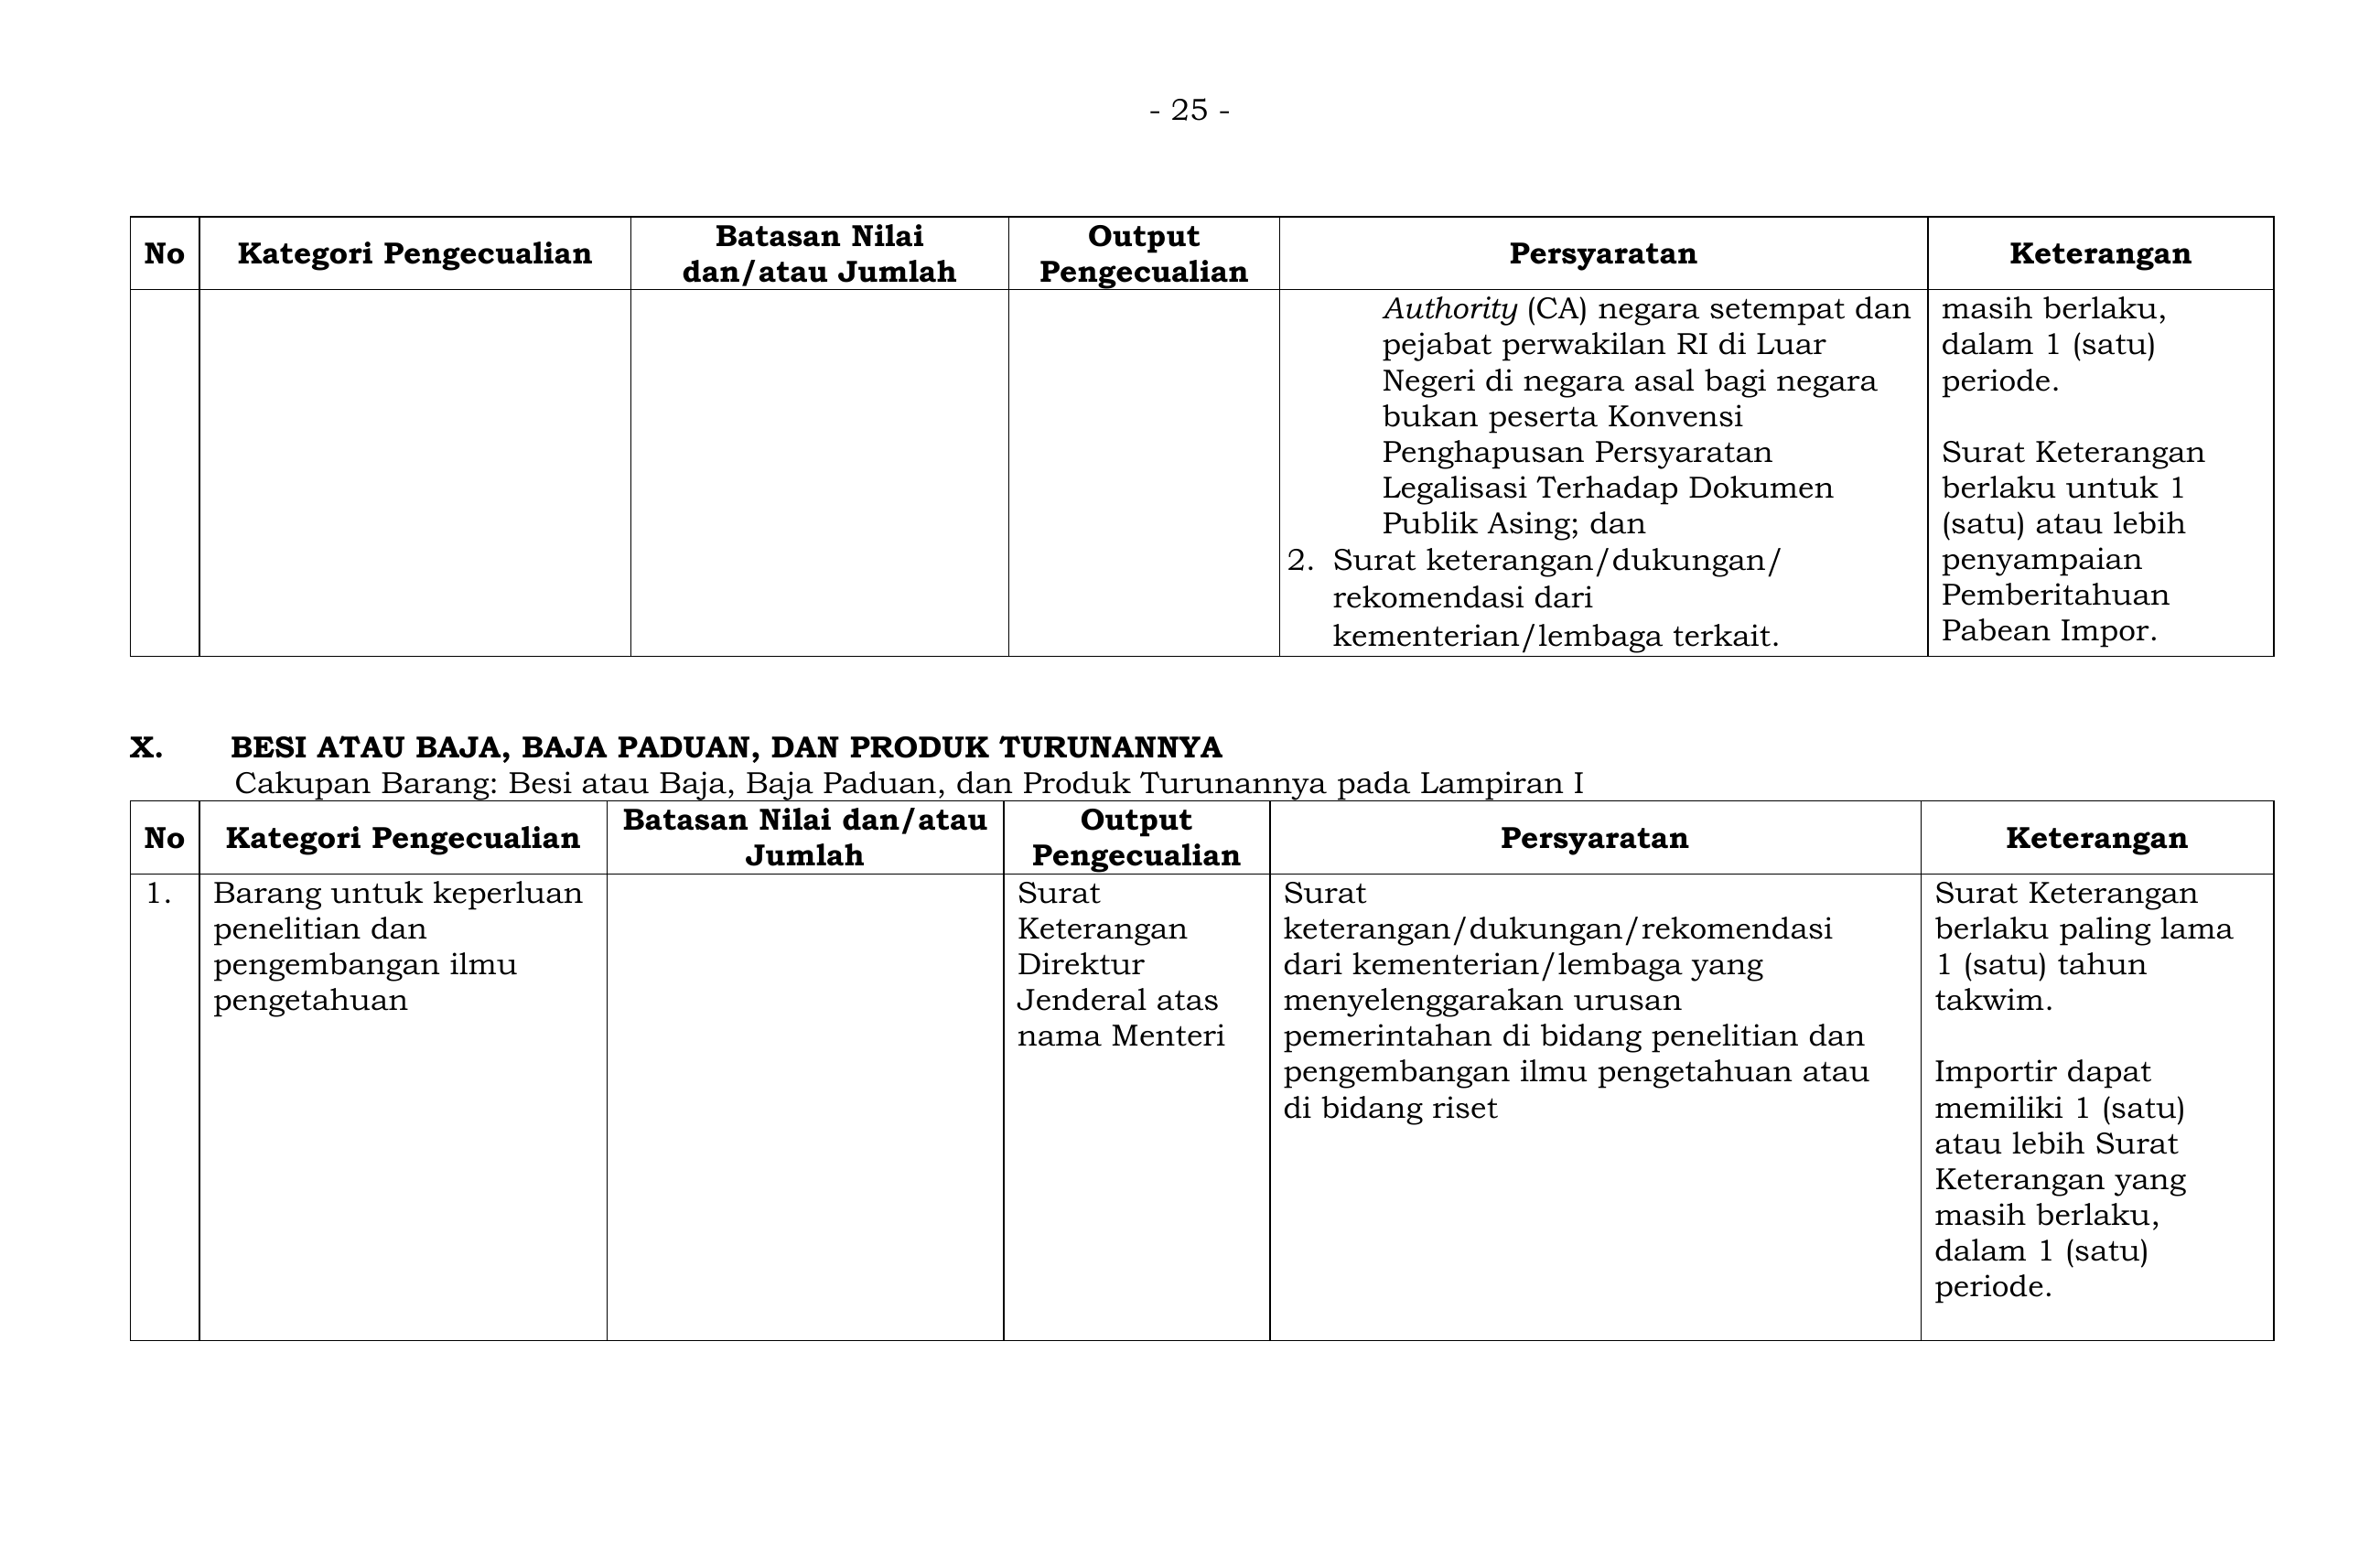 - 25 -
No
Kategori Pengecualian
Batasan Nilai
dan/atau Jumlah
Output
Pengecualian
Persyaratan
Keterangan
Authority (CA) negara setempat dan
pejabat perwakilan RI di Luar
Negeri di negara asal bagi negara
bukan peserta Konvensi
Penghapusan Persyaratan
Legalisasi Terhadap Dokumen
Publik Asing; dan
2. Surat keterangan/dukungan/
rekomendasi dari
kementerian/lembaga terkait.
masih berlaku,
dalam 1 (satu)
periode.
Surat Keterangan
berlaku untuk 1
(satu) atau lebih
penyampaian
Pemberitahuan
Pabean Impor.
X. BESI ATAU BAJA, BAJA PADUAN, DAN PRODUK TURUNANNYA
Cakupan Barang: Besi atau Baja, Baja Paduan, dan Produk Turunannya pada Lampiran I
No
Kategori Pengecualian
Batasan Nilai dan/atau
Jumlah
Output
Pengecualian
Persyaratan
Keterangan
1.
Barang untuk keperluan
penelitian dan
pengembangan ilmu
pengetahuan
Surat
Keterangan
Direktur
Jenderal atas
nama Menteri
Surat
keterangan/dukungan/rekomendasi
dari kementerian/lembaga yang
menyelenggarakan urusan
pemerintahan di bidang penelitian dan
pengembangan ilmu pengetahuan atau
di bidang riset
Surat Keterangan
berlaku paling lama
1 (satu) tahun
takwim.
Importir dapat
memiliki 1 (satu)
atau lebih Surat
Keterangan yang
masih berlaku,
dalam 1 (satu)
periode.